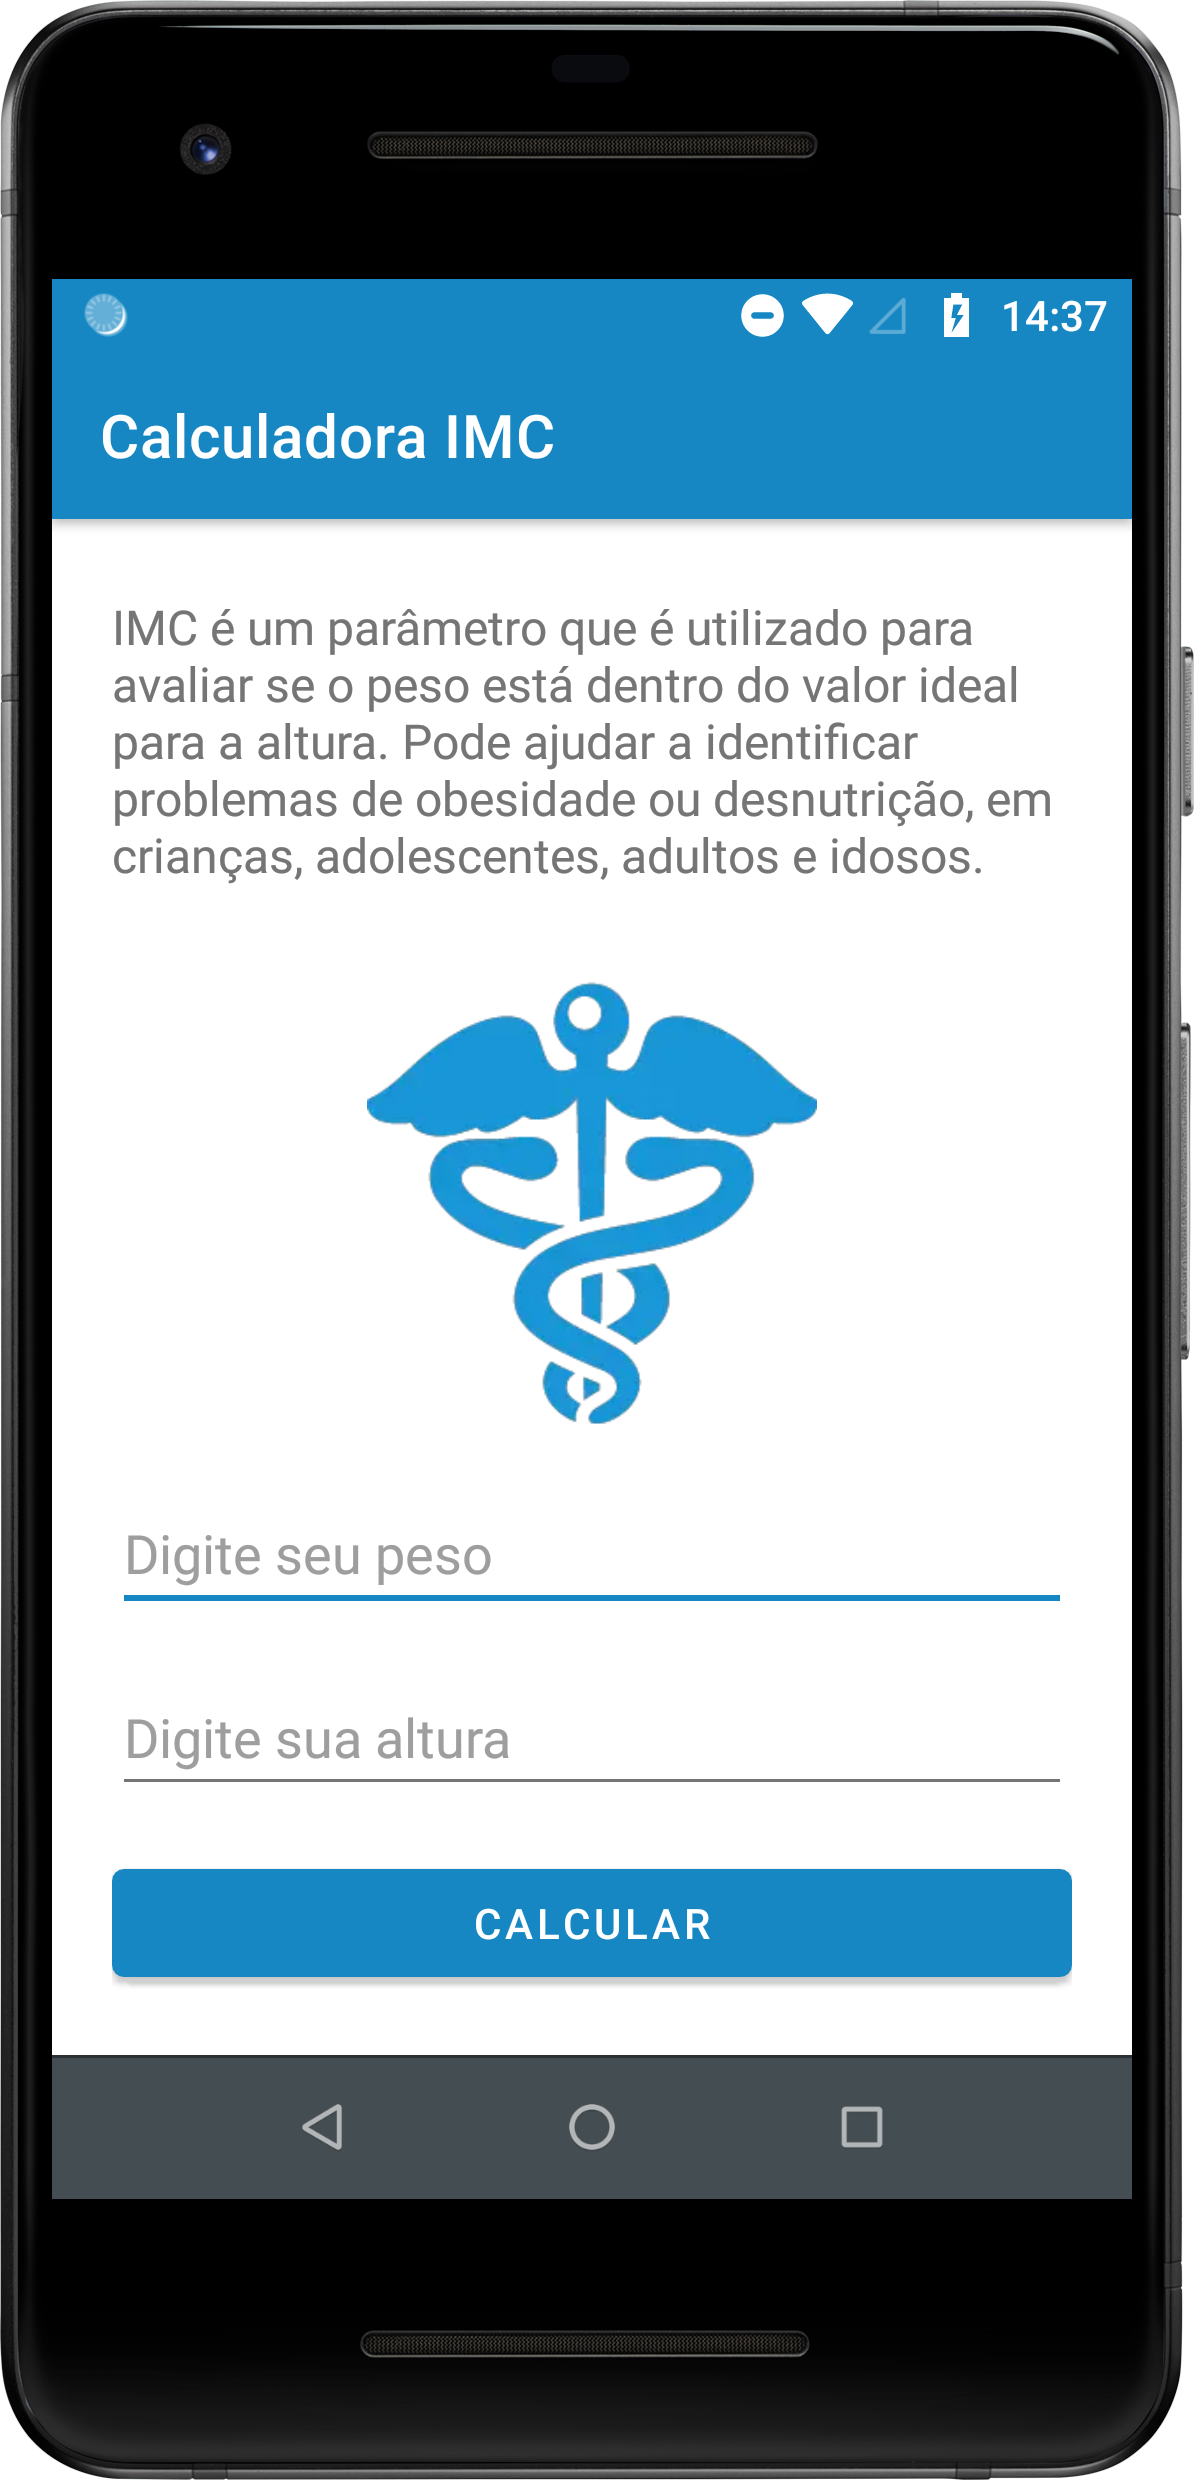 14:37
Calculadora IMC
IMC é um parâmetro que é utilizado para
avaliar se o peso está dentro do valor ideal
para a altura. Pode ajudar a identificar
problemas de obesidade ou desnutrição, em
crianças, adolescentes, adultos e idosos.
Digite seu peso
Digite sua altura
CALCULAR